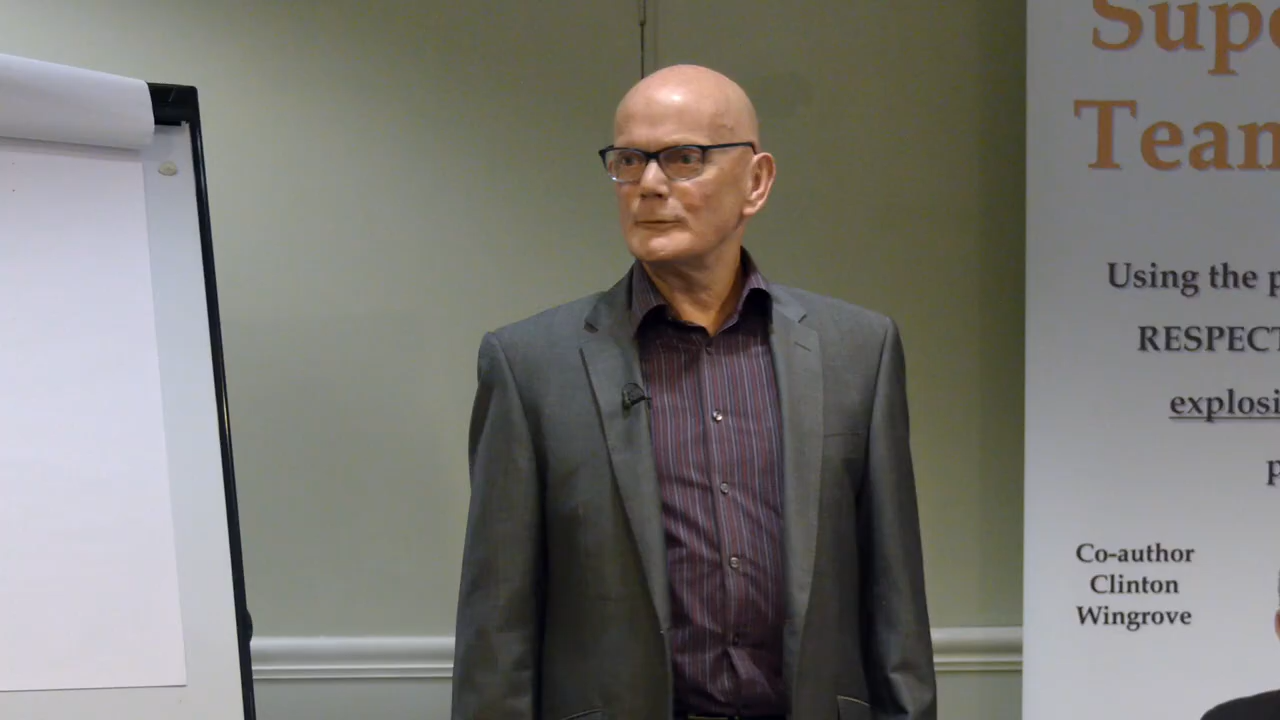 Supe
Team
Using the p
RESPECT
explosi
p
Co-author
Clinton
Wingrove